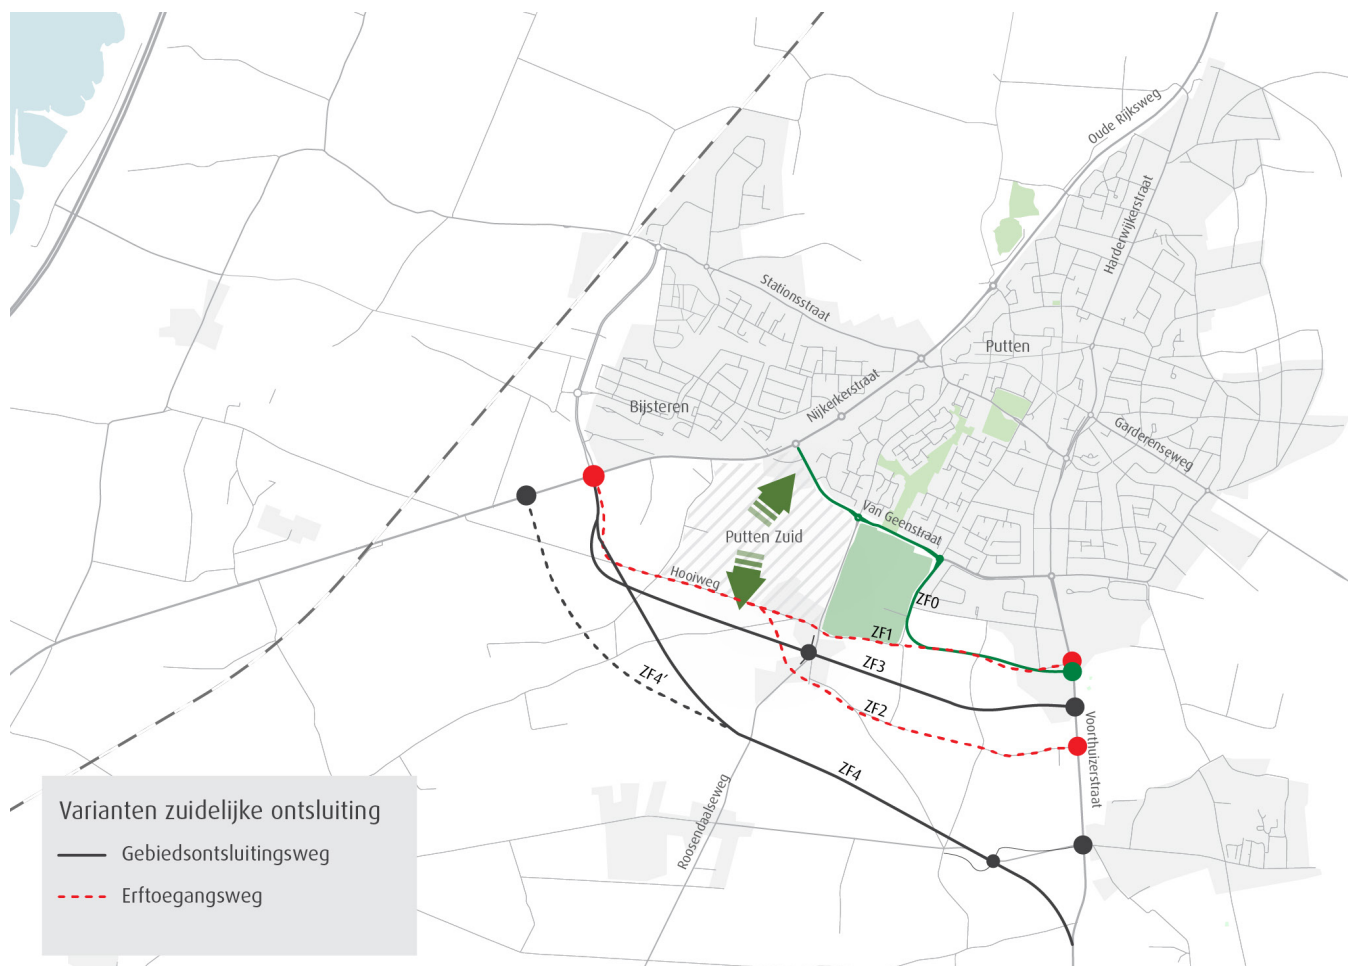 Oude Rijksweg
Harderwijkerstraat
Stationsstraat
Putten
Nijkerkerstraat
Bijsteren
Garderenseweg
Van Geenstraat
Putten Zuid
Hooiweg
ZF0
ZF1
ZF3
ZF4'
ZF2
Voorthuizerstraat
ZF4
Roosendaalseweg
Varianten zuidelijke ontsluiting
Gebiedsontsluitingsweg
Erftoegangsweg